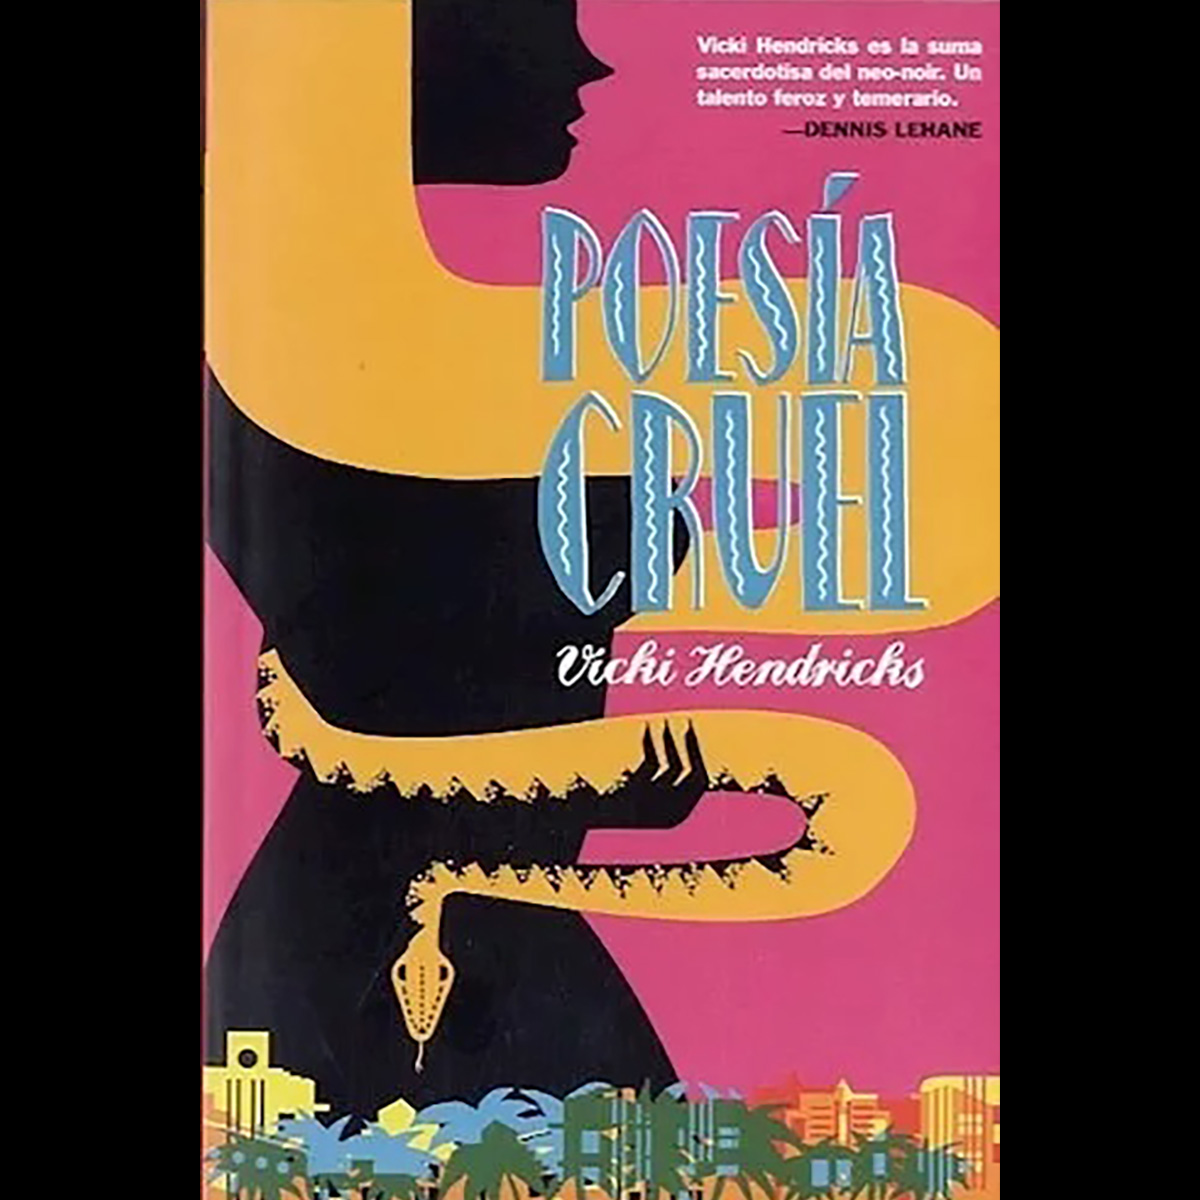 Vicki Hendricks es la suma
sacerdotisa del neo-noir. Un
talento feroz y temerario.
—DENNIS LEHANE
POESÍA
CRUEL
Vicki Hendricks